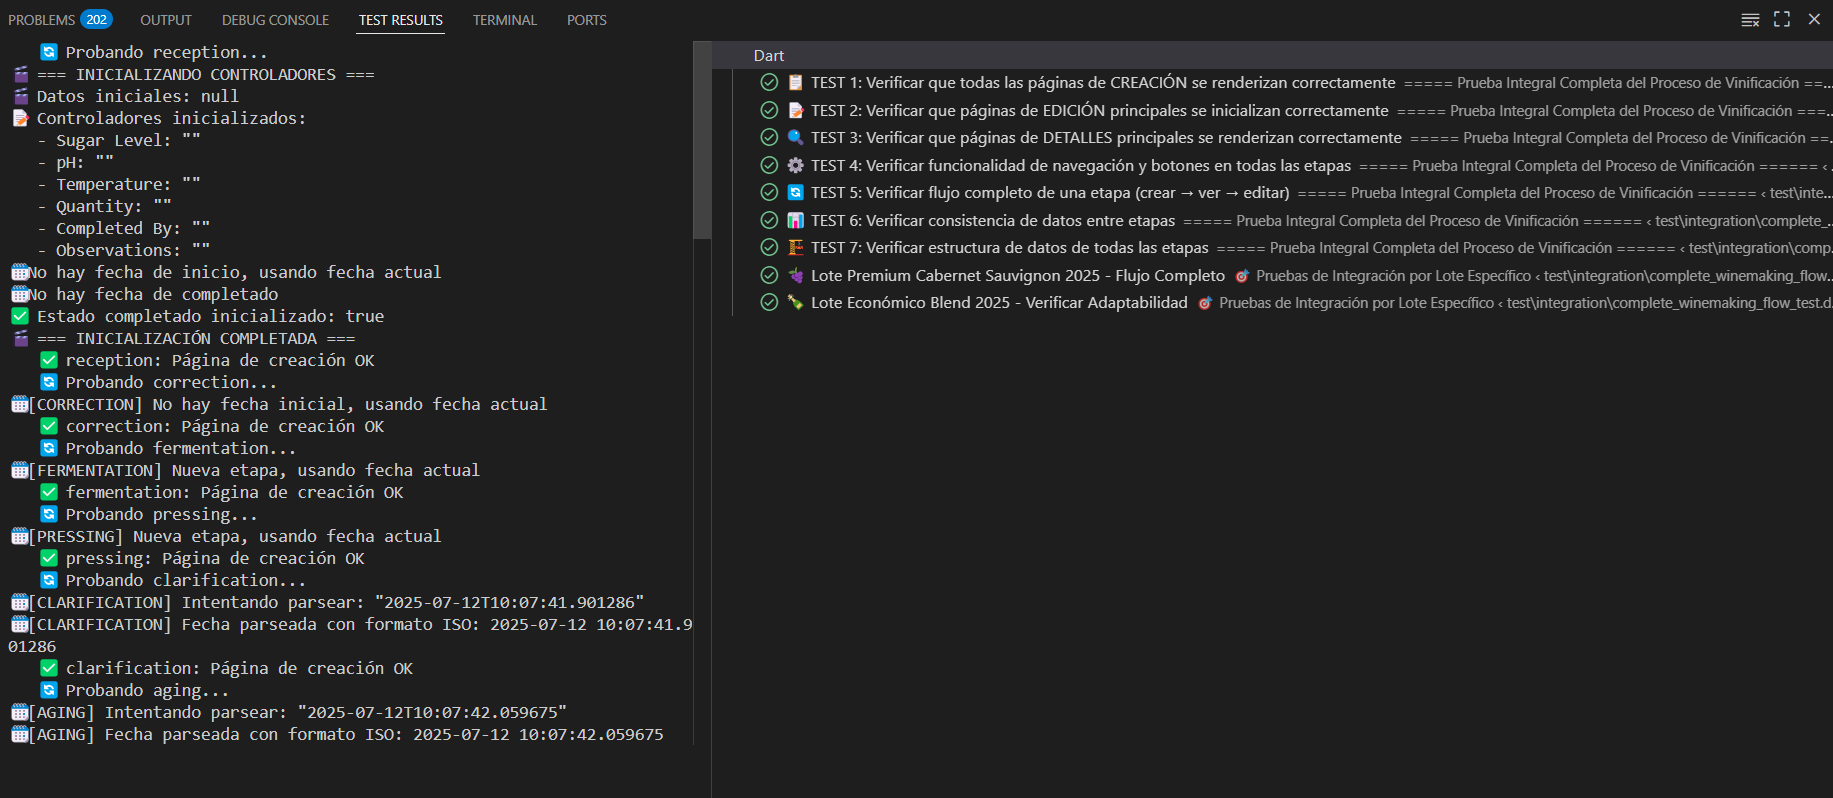 PROBLEMS 202 OUTPUT DEBUG CONSOLE TEST RESULTS TERMINAL PORTS
🔄 Probando reception...
🎬 === INICIALIZANDO CONTROLADORES ===
🎬 Datos iniciales: null
📝 Controladores inicializados:
- Sugar Level: ""
- pH: ""
- Temperature: ""
- Quantity: ""
- Completed By: ""
- Observations: ""
🗓️No hay fecha de inicio, usando fecha actual
🗓️No hay fecha de completado
✅ Estado completado inicializado: true
🎬 === INICIALIZACIÓN COMPLETADA ===
✅ reception: Página de creación OK
🔄 Probando correction...
🗓️[CORRECTION] No hay fecha inicial, usando fecha actual
✅ correction: Página de creación OK
🔄 Probando fermentation...
🗓️[FERMENTATION] Nueva etapa, usando fecha actual
✅ fermentation: Página de creación OK
🔄 Probando pressing...
🗓️[PRESSING] Nueva etapa, usando fecha actual
✅ pressing: Página de creación OK
🔄 Probando clarification...
🗓️[CLARIFICATION] Intentando parsear: "2025-07-12T10:07:41.901286"
🗓️[CLARIFICATION] Fecha parseada con formato ISO: 2025-07-12 10:07:41.9
01286
✅ clarification: Página de creación OK
🔄 Probando aging...
🗓️[AGING] Intentando parsear: "2025-07-12T10:07:42.059675"
🗓️[AGING] Fecha parseada con formato ISO: 2025-07-12 10:07:42.059675
Dart
📋 TEST 1: Verificar que todas las páginas de CREACIÓN se renderizan correctamente ===== Prueba Integral Completa del Proceso de Vinificación ==...
📝 TEST 2: Verificar que páginas de EDICIÓN principales se inicializan correctamente ===== Prueba Integral Completa del Proceso de Vinificación ====...
🔍 TEST 3: Verificar que páginas de DETALLES principales se renderizan correctamente ===== Prueba Integral Completa del Proceso de Vinificación ==...
⚙️ TEST 4: Verificar funcionalidad de navegación y botones en todas las etapas ===== Prueba Integral Completa del Proceso de Vinificación ====== ‹ ...
🔄 TEST 5: Verificar flujo completo de una etapa (crear → ver → editar) ===== Prueba Integral Completa del Proceso de Vinificación ====== ‹ test\inte...
📊 TEST 6: Verificar consistencia de datos entre etapas ===== Prueba Integral Completa del Proceso de Vinificación ====== ‹ test\integration\complete_...
🏗️ TEST 7: Verificar estructura de datos de todas las etapas ===== Prueba Integral Completa del Proceso de Vinificación ====== ‹ test\integration\comp...
🍇 Lote Premium Cabernet Sauvignon 2025 - Flujo Completo 🎯 Pruebas de Integración por Lote Específico ‹ test\integration\complete_winemaking_flow...
🍾 Lote Económico Blend 2025 - Verificar Adaptabilidad 🎯 Pruebas de Integración por Lote Específico ‹ test\integration\complete_winemaking_flow_test.d...